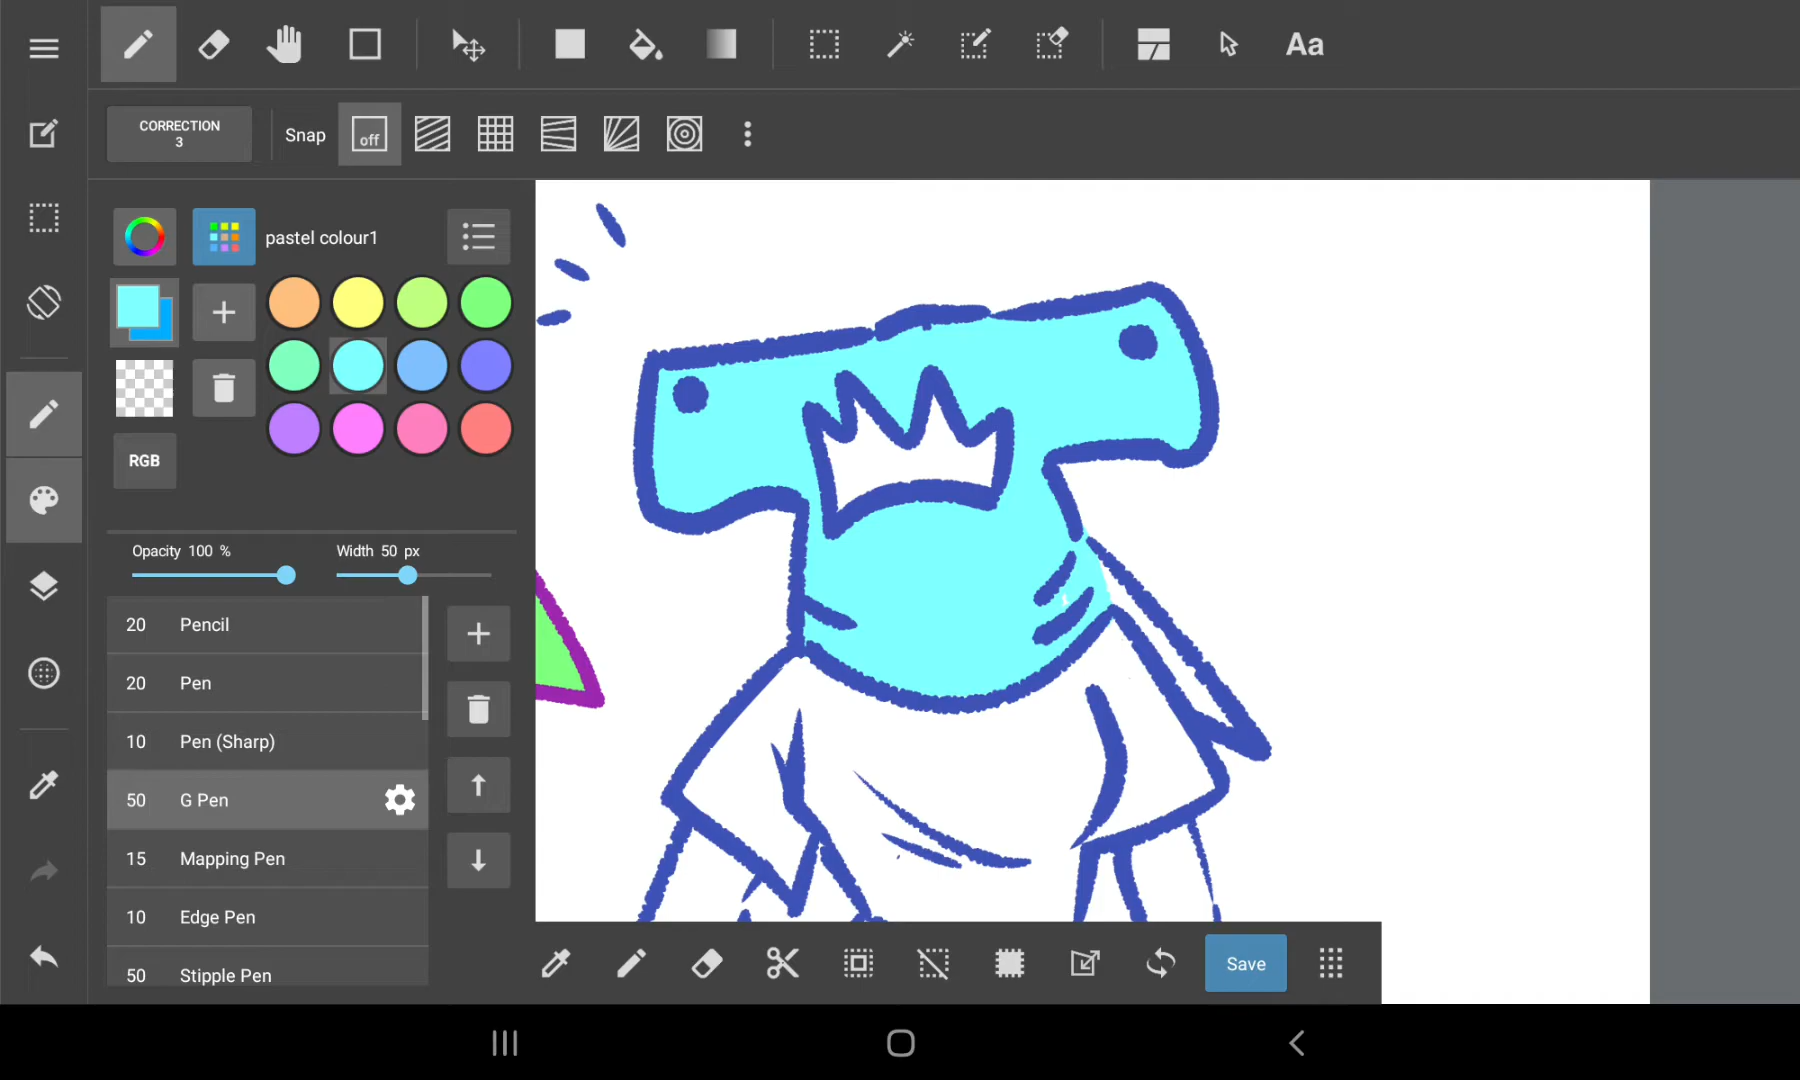 Aa
CORRECTION
3
Snap
off
pastel colour1
RGB
Opacity 100 %
Width 50 px
20 Pencil
20 Pen
10 Pen (Sharp)
50 G Pen
15 Mapping Pen
10 Edge Pen
50 Stipple Pen
Save